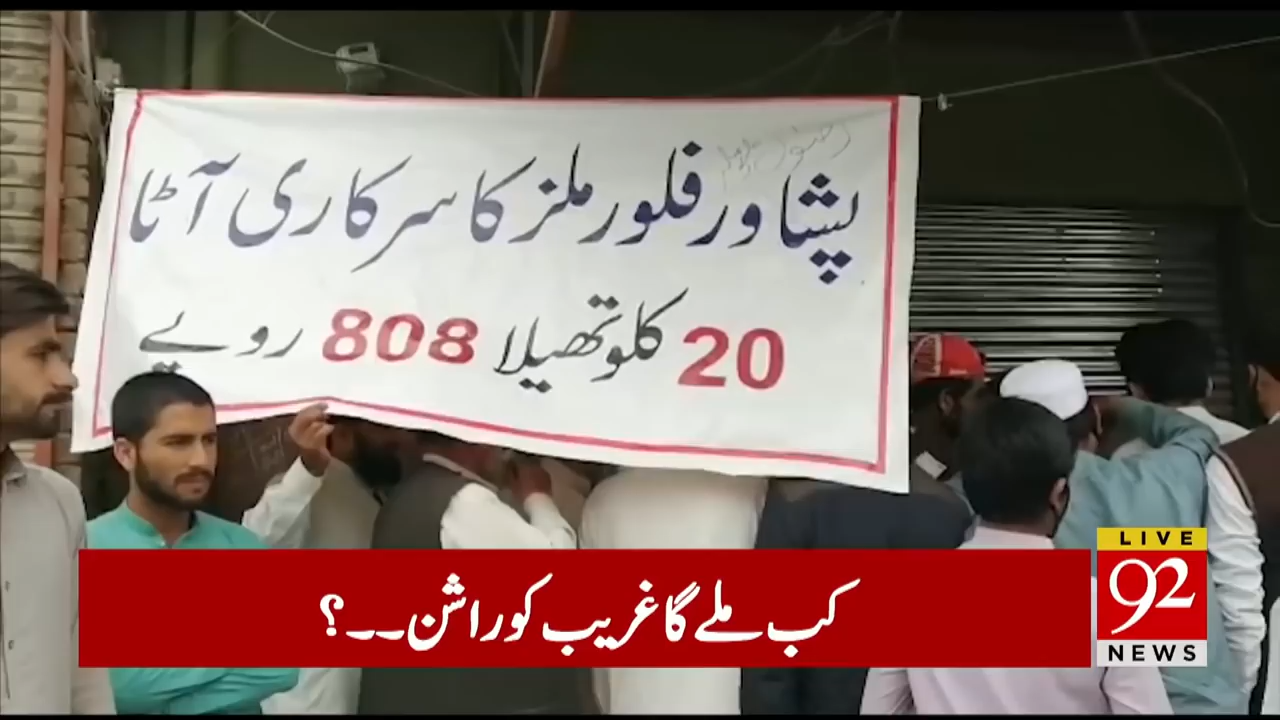 پشاور فلور ملز کا سرکاری آٹا
20 کلو تھیلا 808 روپے
کب ملے گا غریب کو راشن ۔۔۔؟
LIVE
92
NEWS